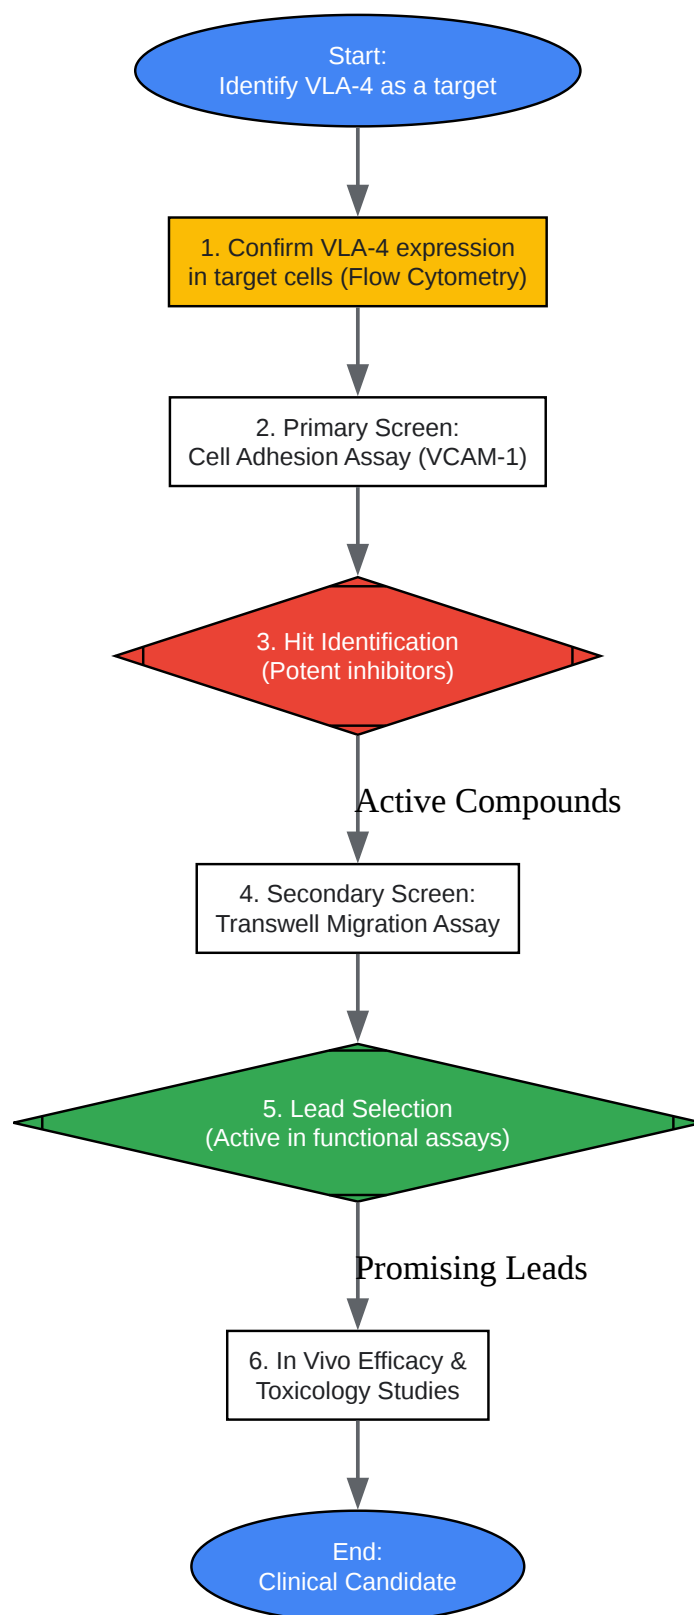 Start:
Identify VLA-4 as a target
1. Confirm VLA-4 expression
in target cells (Flow Cytometry)
2. Primary Screen:
Cell Adhesion Assay (VCAM-1)
3. Hit Identification
(Potent inhibitors)
Active Compounds
4. Secondary Screen:
Transwell Migration Assay
5. Lead Selection
(Active in functional assays)
Promising Leads
6. In Vivo Efficacy &
Toxicology Studies
End:
Clinical Candidate